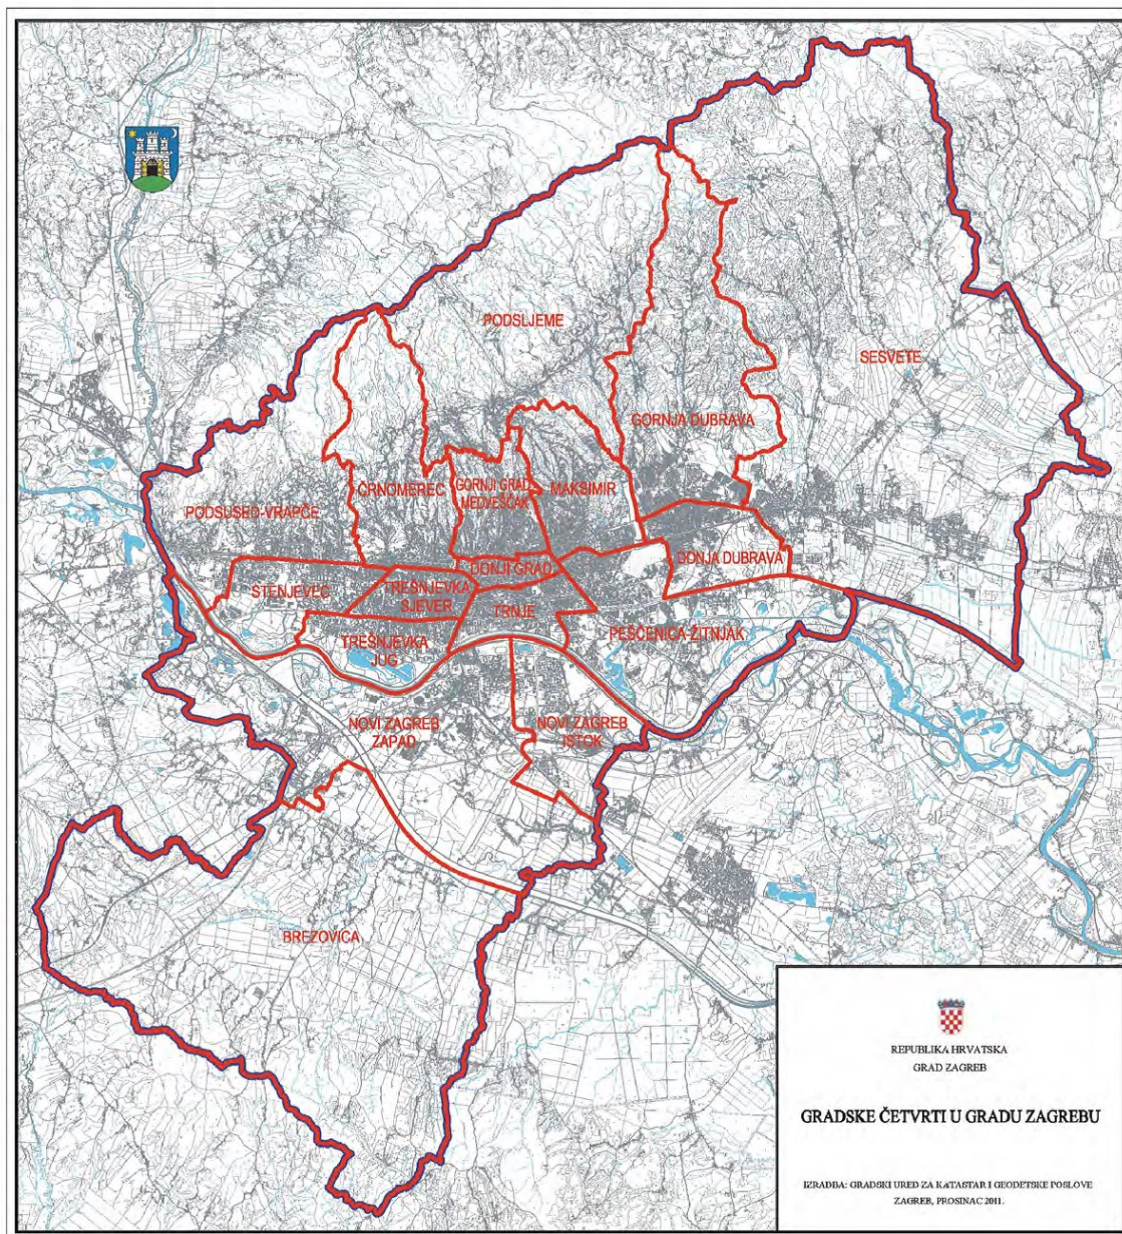 PODSLJEME
SESVETE
GORNJA DUBRAVA
ČRNOMEREC
GORNJI GRAD-
MEDVEŠČAK
MAKSIMIR
PODSUSED-VRAPČE
DONJI GRAD
DONJA DUBRAVA
STENJEVEC
TREŠNJEVKA
SJEVER
TRNJE
PEŠČENICA-ŽITNJAK
TREŠNJEVKA
JUG
NOVI ZAGREB
ZAPAD
NOVI ZAGREB
ISTOK
BREZOVICA
REPUBLIKA HRVATSKA
GRAD ZAGREB
GRADSKE ČETVRTI U GRADU ZAGREBU
IZRADBA: GRADSKI URED ZA KATASTAR I GEODETSKE POSLOVE
ZAGREB, PROSINAC 2011.